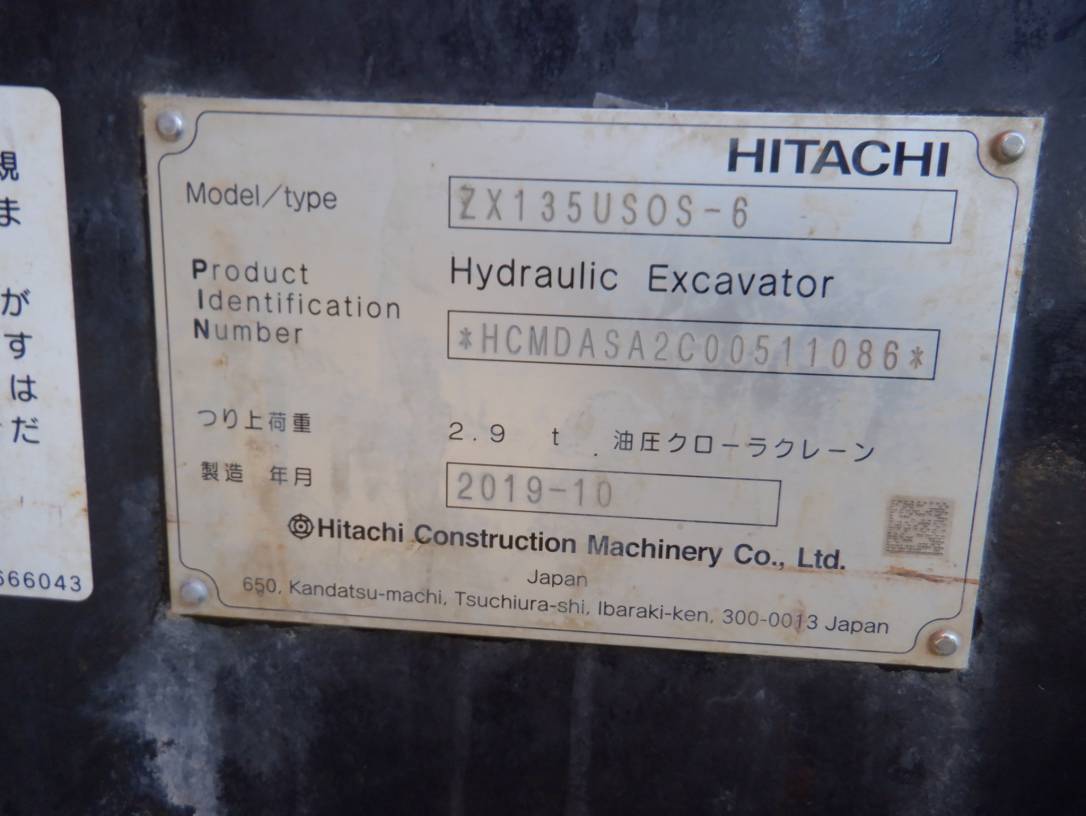 規
ま
が
す
は
だ
666043
HITACHI
Model/type
ZX135USOS-6
Product
Identification
Number
Hydraulic Excavator
*HCMDASA2C00511086*
つり上荷重 2.9 t 油圧クローラクレーン
製造 年月 2019-10
Hitachi Construction Machinery Co., Ltd.
Japan
650, Kandatsu-machi, Tsuchiura-shi, Ibaraki-ken, 300-0013 Japan